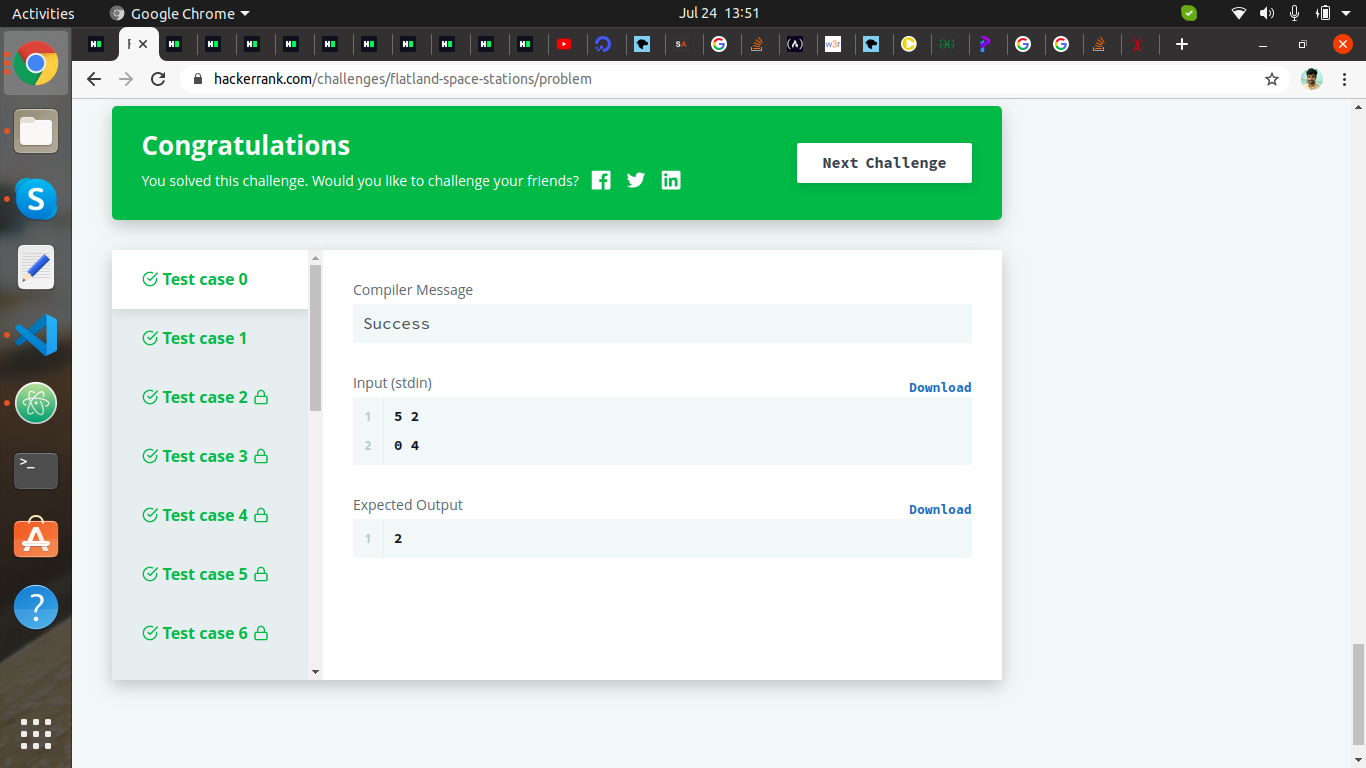 Activities Google Chrome Jul 24 13:51
F
hackerrank.com/challenges/flatland-space-stations/problem
Congratulations
You solved this challenge. Would you like to challenge your friends?
Next Challenge
Test case 0
Test case 1
Test case 2
Test case 3
Test case 4
Test case 5
Test case 6
Compiler Message
Success
Input (stdin)
Download
1 5 2
2 0 4
Expected Output
Download
1 2